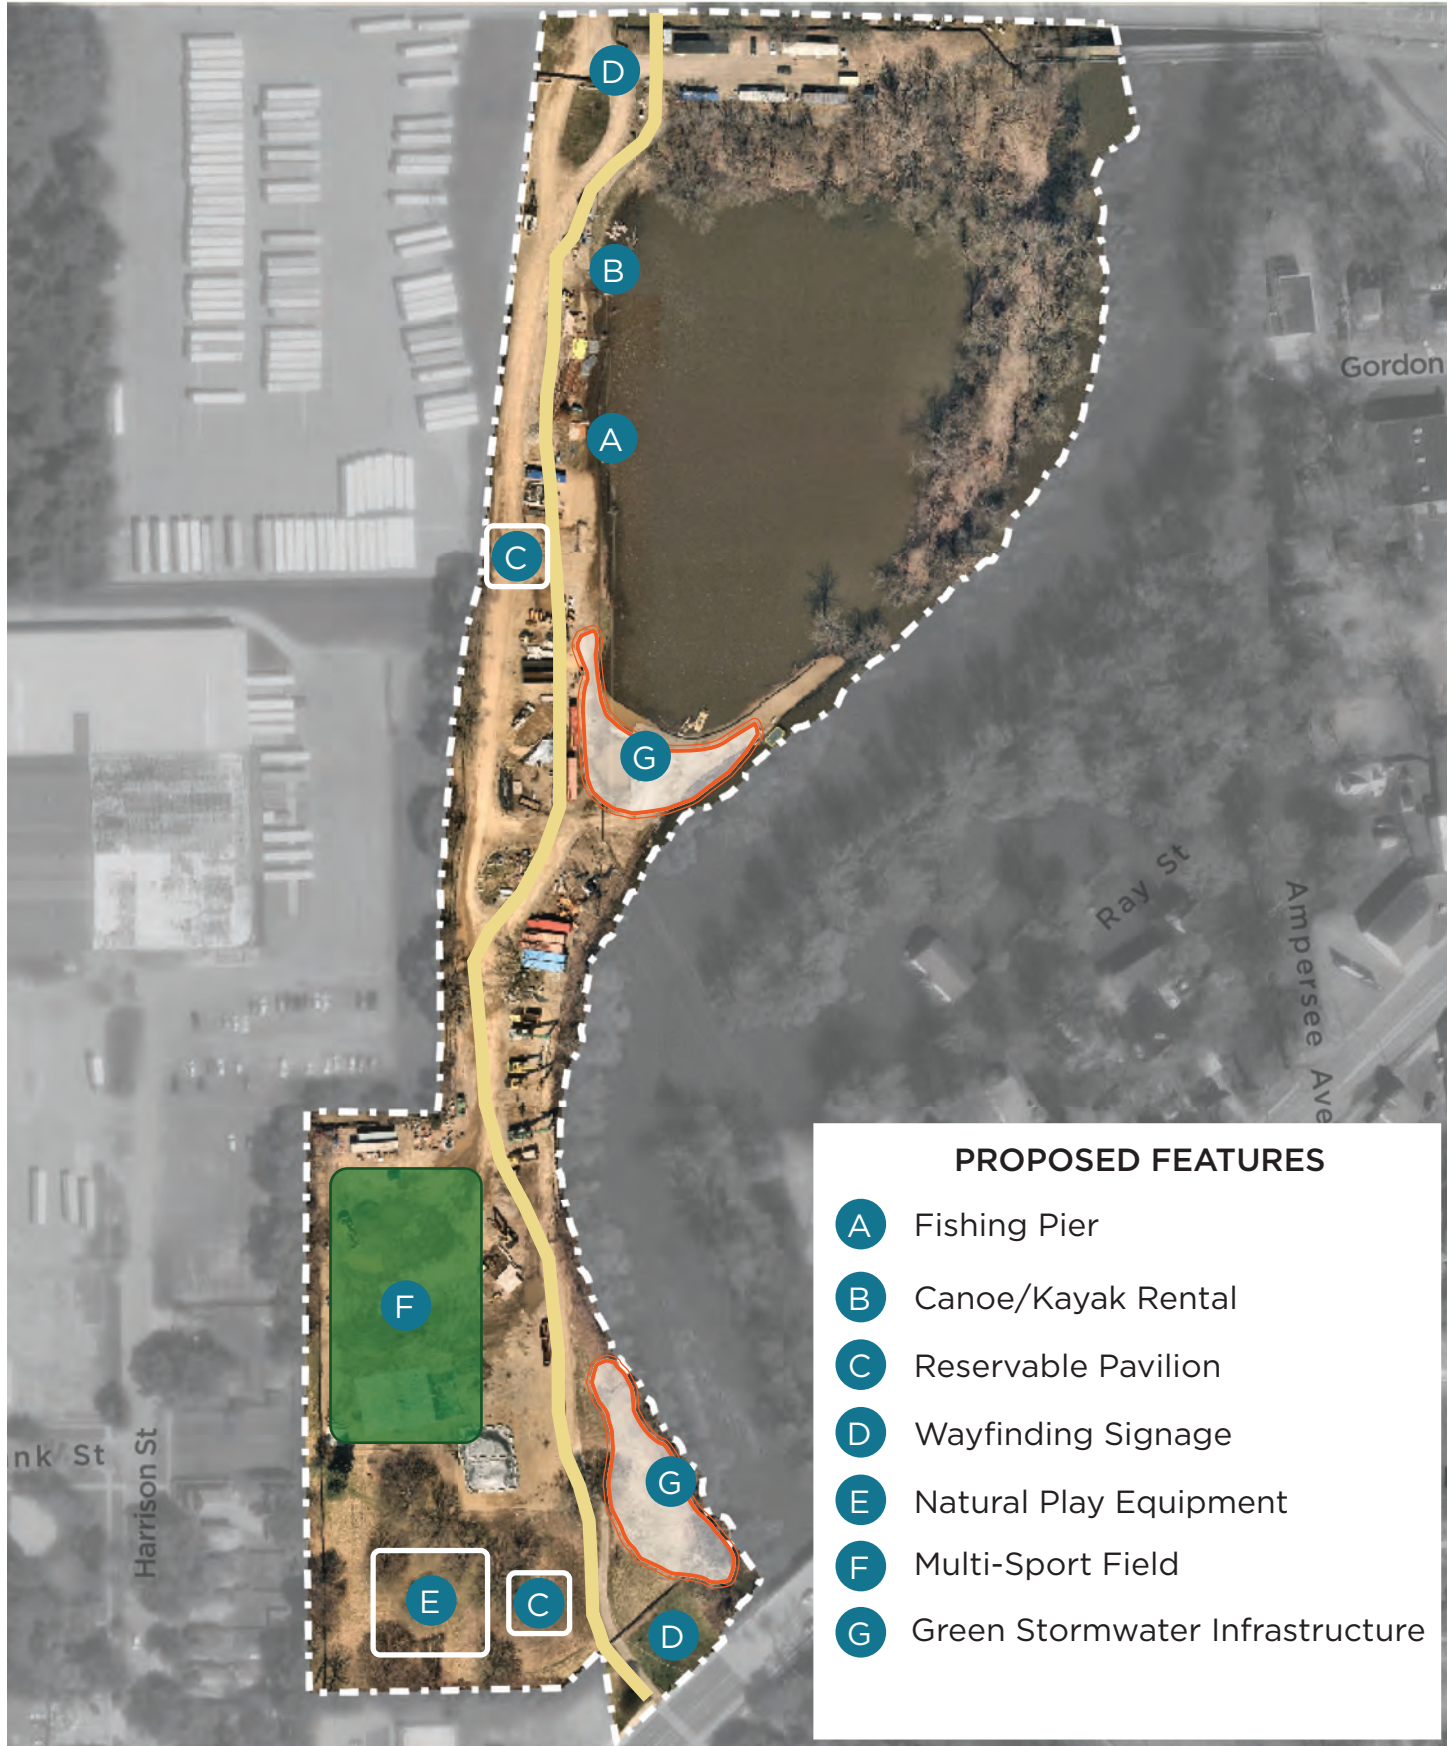 D
B
Gordon
A
C
G
Ray St
Ampersee Ave
F
nk St
Harrison St
G
E
C
D
PROPOSED FEATURES
A Fishing Pier
B Canoe/Kayak Rental
C Reservable Pavilion
D Wayfinding Signage
E Natural Play Equipment
F Multi-Sport Field
G Green Stormwater Infrastructure